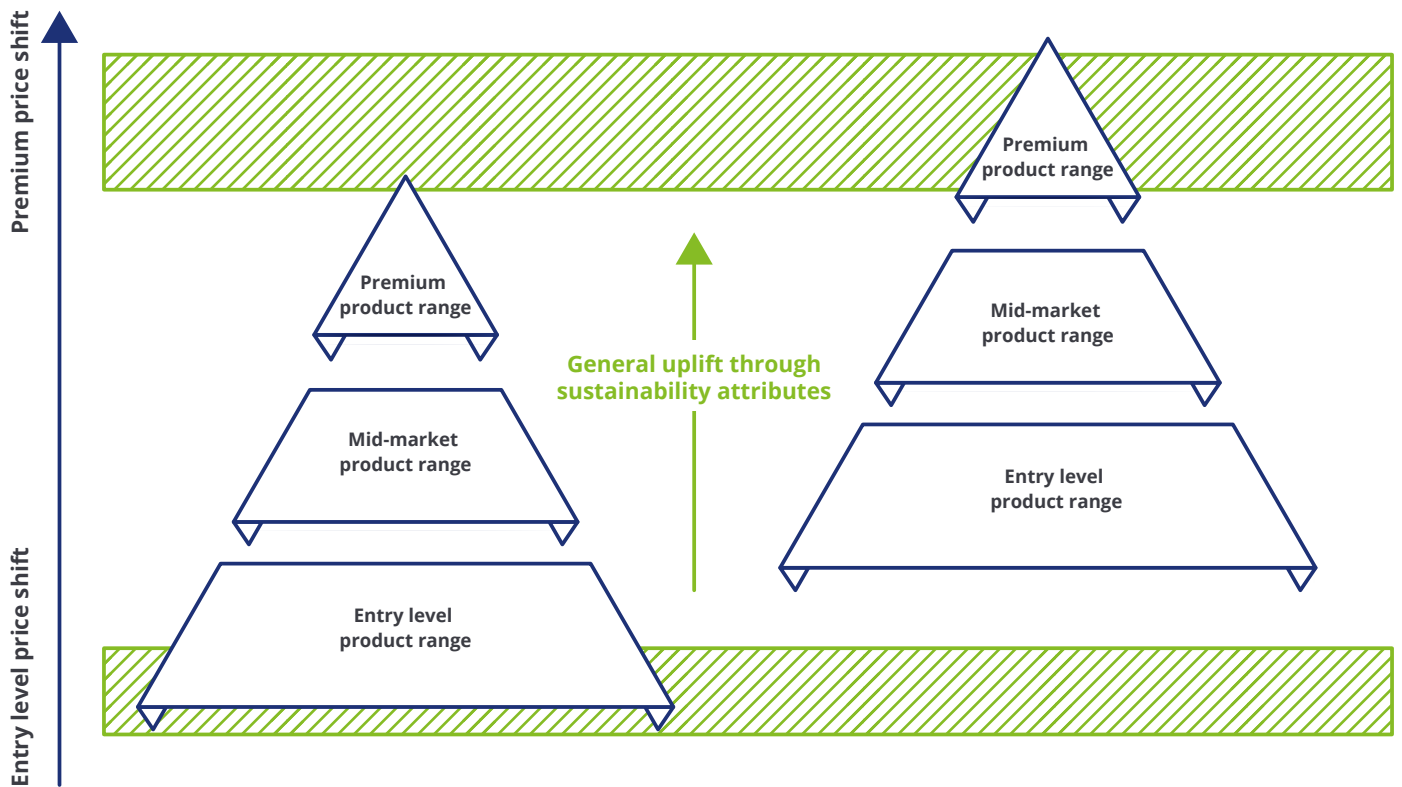 Premium price shift
Entry level price shift
Premium
product range
Mid-market
product range
Entry level
product range
General uplift through
sustainability attributes
Premium
product range
Mid-market
product range
Entry level
product range